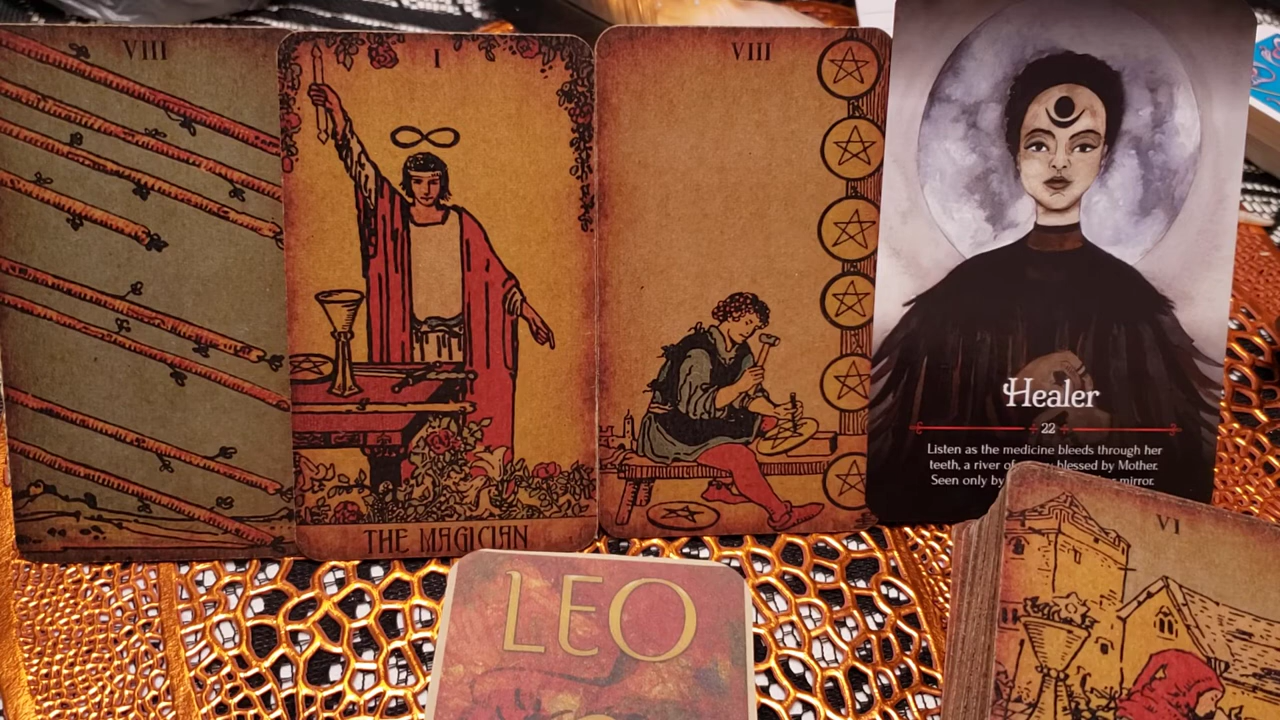 VIII
I
VIII
THE MAGICIAN
Healer
22
Listen as the medicine bleeds through her
teeth, a river of blessed by Mother.
Seen only by mirror.
LEO
VI